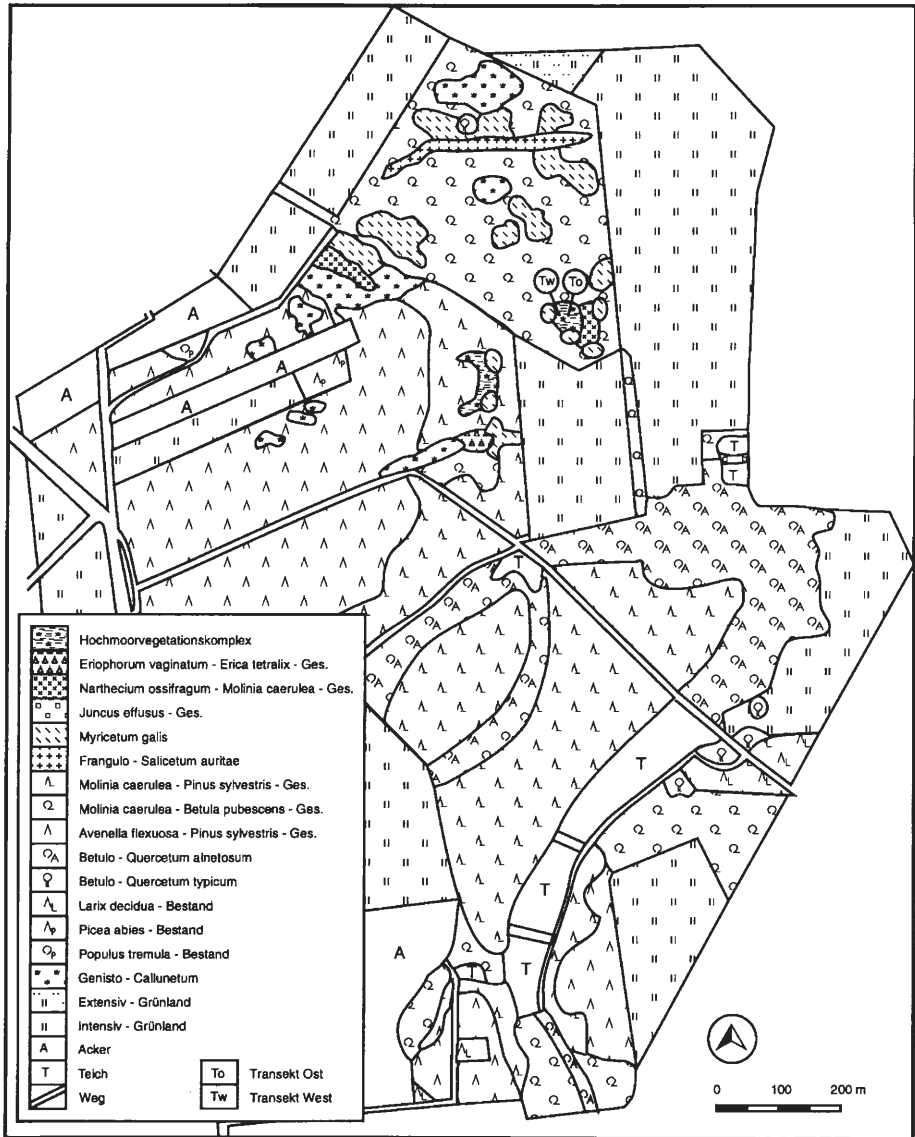 Tw To
A
A
A
A
T
T
T
T
T
T
A
T
Hochmoorvegetationskomplex
Eriophorum vaginatum - Erica tetralix - Ges.
Narthecium ossifragum - Molinia caerulea - Ges.
Juncus effusus - Ges.
Myricetum galis
Frangulo - Salicetum auritae
Molinia caerulea - Pinus sylvestris - Ges.
Molinia caerulea - Betula pubescens - Ges.
Avenella flexuosa - Pinus sylvestris - Ges.
Betulo - Quercetum alnetosum
Betulo - Quercetum typicum
Larix decidua - Bestand
Picea abies - Bestand
Populus tremula - Bestand
Genisto - Callunetum
Extensiv - Grünland
Intensiv - Grünland
A Acker
T Teich
Weg
To Transekt Ost
Tw Transekt West
0 100 200 m